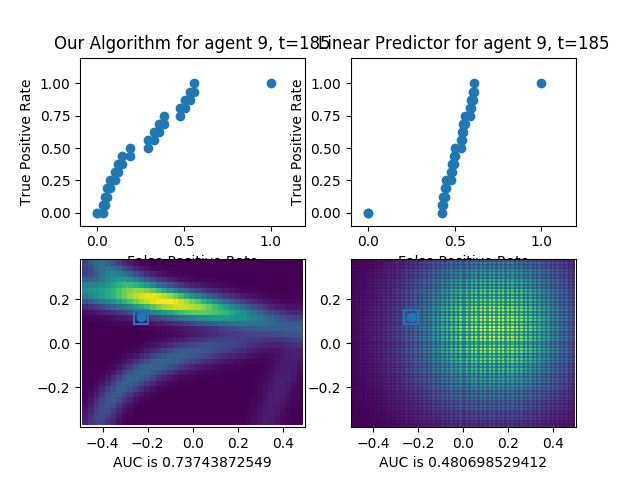 Our Algorithm for agent 9, t=185
Linear Predictor for agent 9, t=185
True Positive Rate
1.00
0.75
0.50
0.25
0.00
0.0 0.5 1.0
False Positive Rate
True Positive Rate
1.00
0.75
0.50
0.25
0.00
0.0 0.5 1.0
False Positive Rate
0.2
0.0
−0.2
−0.4 −0.2 0.0 0.2 0.4
AUC is 0.73743872549
0.2
0.0
−0.2
−0.4 −0.2 0.0 0.2 0.4
AUC is 0.480698529412